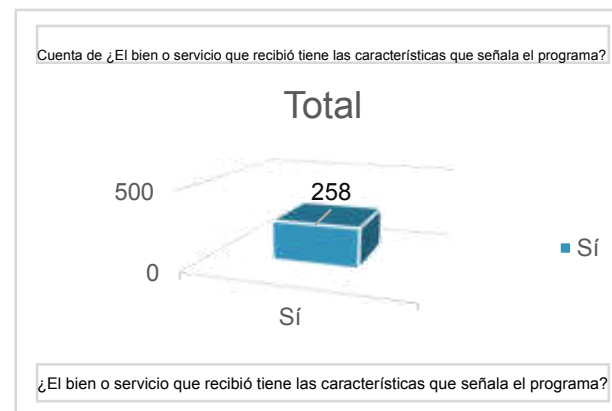 Cuenta de ¿El bien o servicio que recibió tiene las características que señala el programa?
Total
500
258
0
Sí
Sí
¿El bien o servicio que recibió tiene las características que señala el programa?